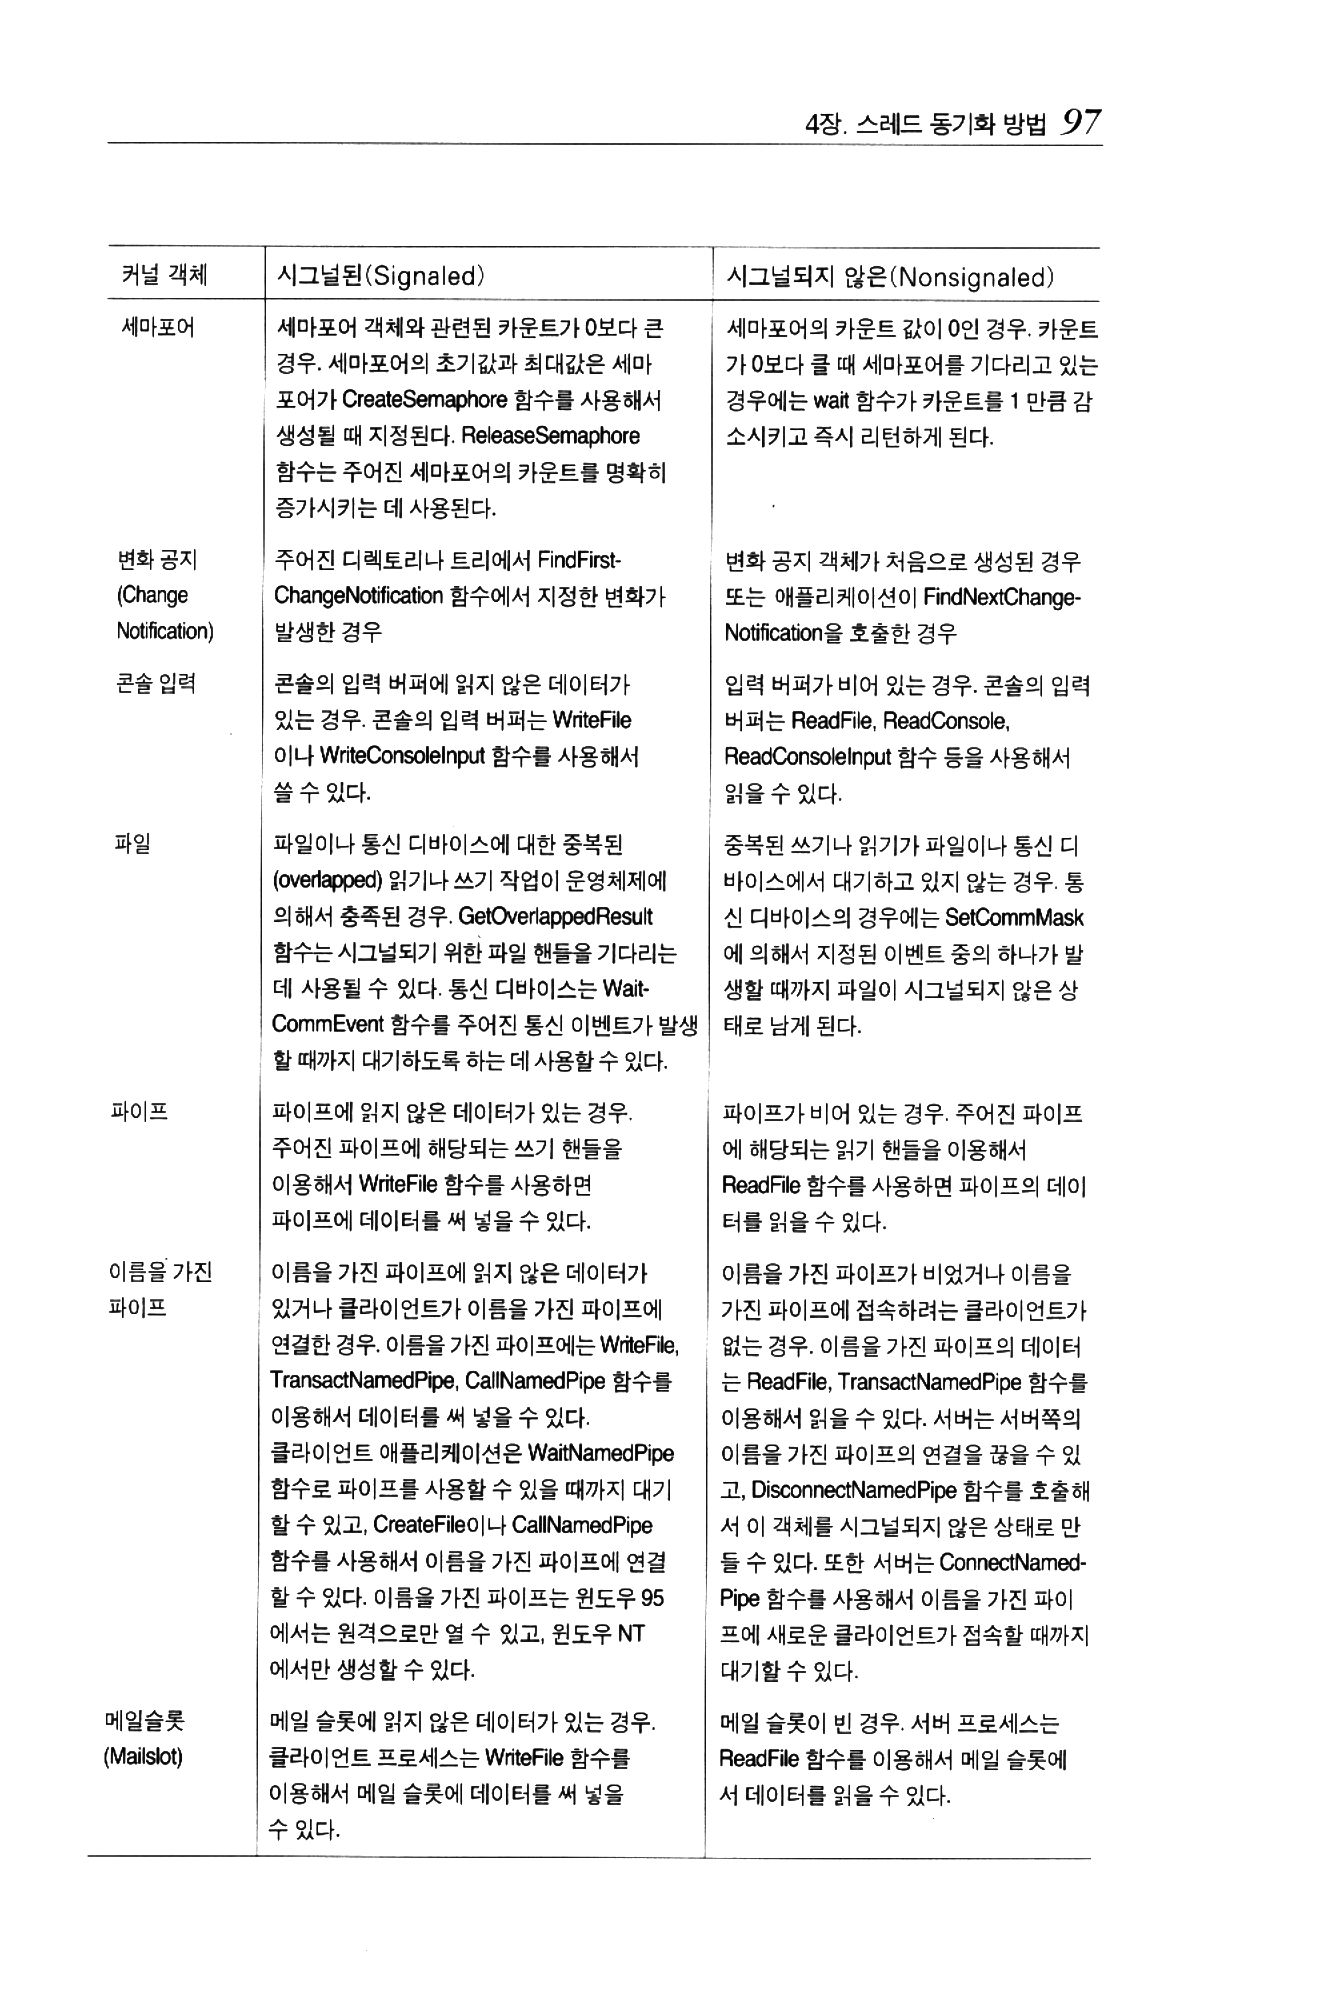 4장. 스레드 동기화 방법 97
커널 객체
시그널된(Signaled)
시그널되지 않은(Nonsignaled)
세마포어
세마포어 객체와 관련된 카운트가 0보다 큰
경우. 세마포어의 초기값과 최대값은 세마
포어가 CreateSemaphore 함수를 사용해서
생성될 때 지정된다. ReleaseSemaphore
함수는 주어진 세마포어의 카운트를 명확히
증가시키는 데 사용된다.
세마포어의 카운트 값이 0인 경우. 카운트
가 0보다 클 때 세마포어를 기다리고 있는
경우에는 wait 함수가 카운트를 1 만큼 감
소시키고 즉시 리턴하게 된다.
변화 공지
(Change
Notification)
주어진 디렉토리나 트리에서 FindFirst-
ChangeNotification 함수에서 지정한 변화가
발생한 경우
변화 공지 객체가 처음으로 생성된 경우
또는 애플리케이션이 FindNextChange-
Notification을 호출한 경우
콘솔 입력
콘솔의 입력 버퍼에 읽지 않은 데이터가
있는 경우. 콘솔의 입력 버퍼는 WriteFile
이나 WriteConsoleInput 함수를 사용해서
쓸 수 있다.
입력 버퍼가 비어 있는 경우. 콘솔의 입력
버퍼는 ReadFile, ReadConsole,
ReadConsoleInput 함수 등을 사용해서
읽을 수 있다.
파일
파일이나 통신 디바이스에 대한 중복된
(overlapped) 읽기나 쓰기 작업이 운영체제에
의해서 충족된 경우. GetOverlappedResult
함수는 시그널되기 위한 파일 핸들을 기다리는
데 사용될 수 있다. 통신 디바이스는 Wait-
CommEvent 함수를 주어진 통신 이벤트가 발생
할 때까지 대기하도록 하는 데 사용할 수 있다.
중복된 쓰기나 읽기가 파일이나 통신 디
바이스에서 대기하고 있지 않는 경우. 통
신 디바이스의 경우에는 SetCommMask
에 의해서 지정된 이벤트 중의 하나가 발
생할 때까지 파일이 시그널되지 않은 상
태로 남게 된다.
파이프
파이프에 읽지 않은 데이터가 있는 경우.
주어진 파이프에 해당되는 쓰기 핸들을
이용해서 WriteFile 함수를 사용하면
파이프에 데이터를 써 넣을 수 있다.
파이프가 비어 있는 경우. 주어진 파이프
에 해당되는 읽기 핸들을 이용해서
ReadFile 함수를 사용하면 파이프의 데이
터를 읽을 수 있다.
이름을 가진
파이프
이름을 가진 파이프에 읽지 않은 데이터가
있거나 클라이언트가 이름을 가진 파이프에
연결한 경우. 이름을 가진 파이프에는 WriteFile,
TransactNamedPipe, CallNamedPipe 함수를
이용해서 데이터를 써 넣을 수 있다.
클라이언트 애플리케이션은 WaitNamedPipe
함수로 파이프를 사용할 수 있을 때까지 대기
할 수 있고, CreateFile이나 CallNamedPipe
함수를 사용해서 이름을 가진 파이프에 연결
할 수 있다. 이름을 가진 파이프는 윈도우 95
에서는 원격으로만 열 수 있고, 윈도우 NT
에서만 생성할 수 있다.
이름을 가진 파이프가 비었거나 이름을
가진 파이프에 접속하려는 클라이언트가
없는 경우. 이름을 가진 파이프의 데이터
는 ReadFile, TransactNamedPipe 함수를
이용해서 읽을 수 있다. 서버는 서버쪽의
이름을 가진 파이프의 연결을 끊을 수 있
고, DisconnectNamedPipe 함수를 호출해
서 이 객체를 시그널되지 않은 상태로 만
들 수 있다. 또한 서버는 ConnectNamed-
Pipe 함수를 사용해서 이름을 가진 파이
프에 새로운 클라이언트가 접속할 때까지
대기할 수 있다.
메일슬롯
(Mailslot)
메일 슬롯에 읽지 않은 데이터가 있는 경우.
클라이언트 프로세스는 WriteFile 함수를
이용해서 메일 슬롯에 데이터를 써 넣을
수 있다.
메일 슬롯이 빈 경우. 서버 프로세스는
ReadFile 함수를 이용해서 메일 슬롯에
서 데이터를 읽을 수 있다.